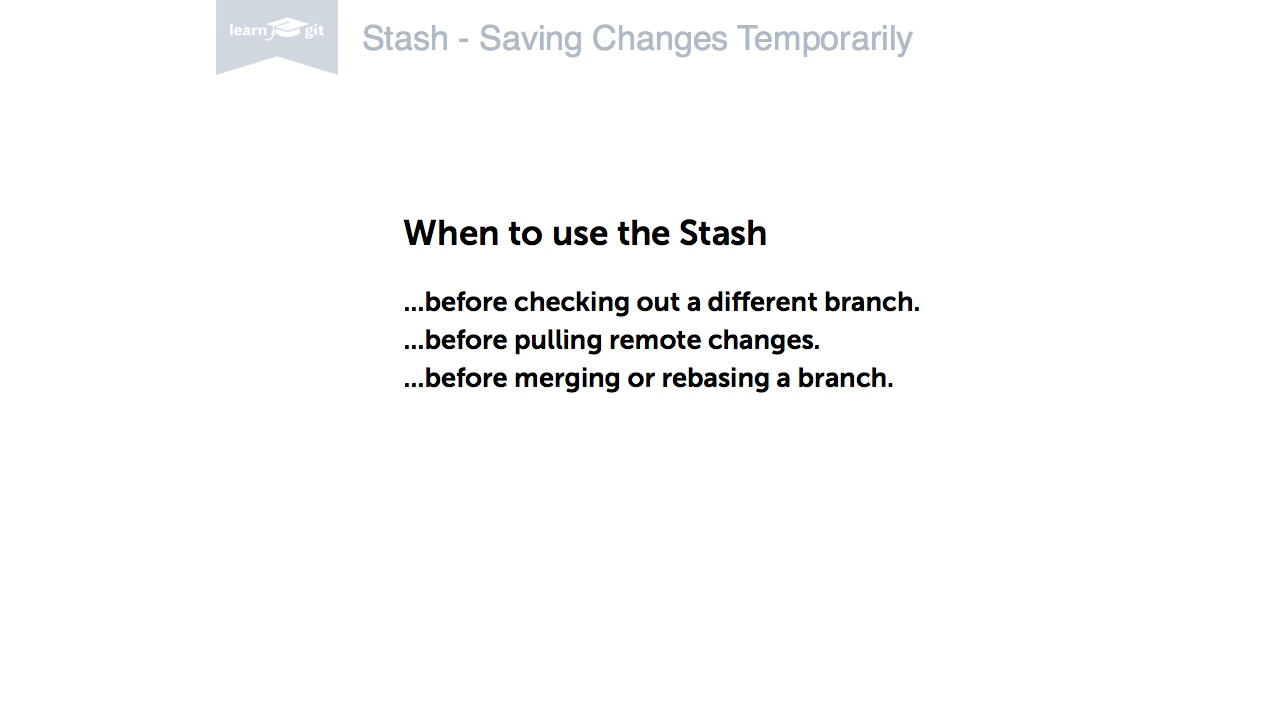 learn git
Stash - Saving Changes Temporarily
When to use the Stash
...before checking out a different branch.
...before pulling remote changes.
...before merging or rebasing a branch.